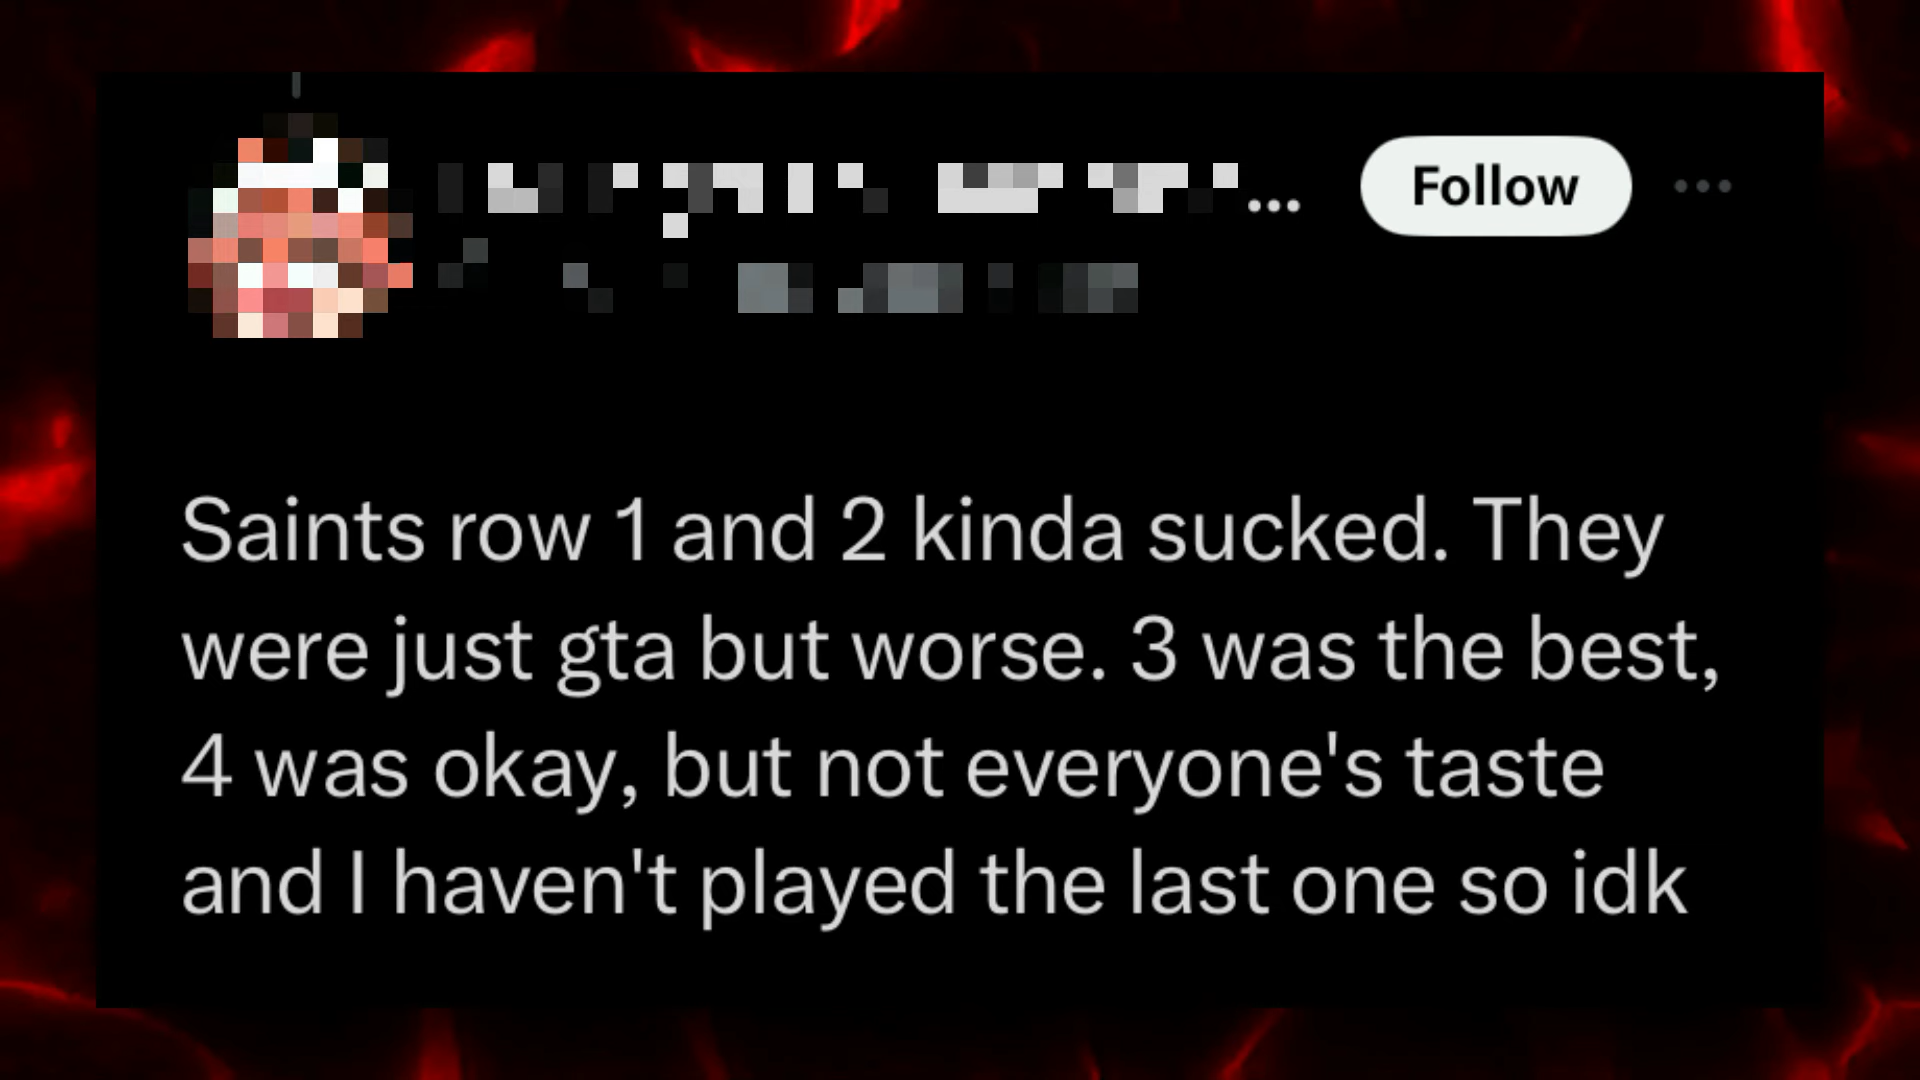 Follow
Saints row 1 and 2 kinda sucked. They
were just gta but worse. 3 was the best,
4 was okay, but not everyone's taste
and I haven't played the last one so idk